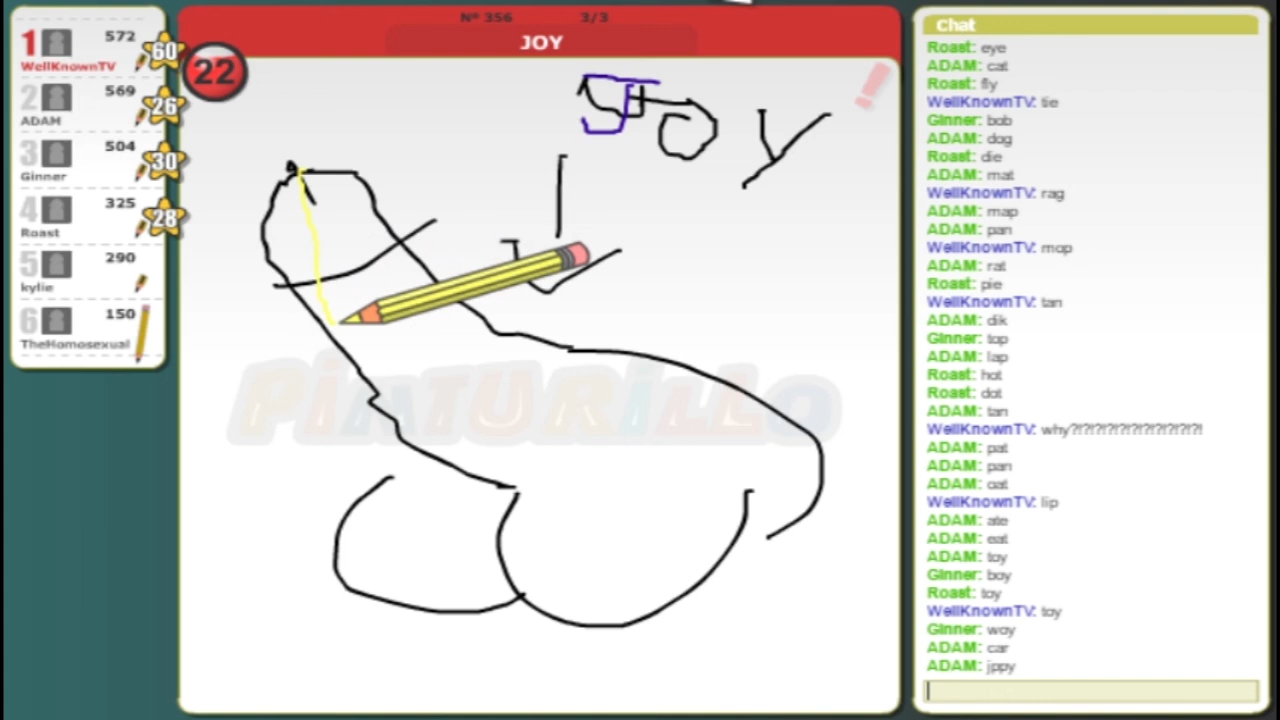 1
572
60
WellKnownTV
2
569
26
ADAM
3
504
30
Ginner
4
325
28
Roast
5
290
kylie
6
150
TheHomosexual
Nº 356 3/3
JOY
22
!
J O Y
PiNTURiLLO
Chat
Roast: eye
ADAM: cat
Roast: fly
WellKnownTV: tie
Ginner: bob
ADAM: dog
Roast: die
ADAM: mat
WellKnownTV: rag
ADAM: map
ADAM: pan
WellKnownTV: mop
ADAM: rat
Roast: pie
WellKnownTV: tan
ADAM: dik
Ginner: top
ADAM: lap
Roast: hot
Roast: dot
ADAM: tan
WellKnownTV: why?!?!?!?!?!?!?!?!?!?!?!
ADAM: pat
ADAM: pan
ADAM: oat
WellKnownTV: lip
ADAM: ate
ADAM: eat
ADAM: toy
Ginner: boy
Roast: toy
WellKnownTV: toy
Ginner: woy
ADAM: car
ADAM: jppy